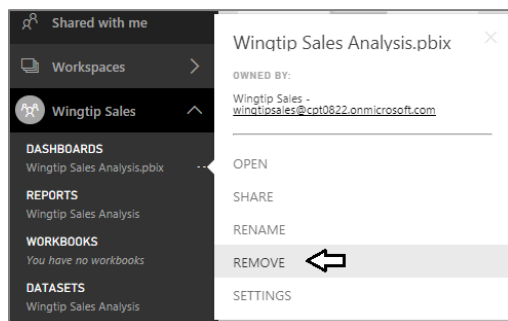 Shared with me
Workspaces
Wingtip Sales
DASHBOARDS
Wingtip Sales Analysis.pbix
REPORTS
Wingtip Sales Analysis
WORKBOOKS
You have no workbooks
DATASETS
Wingtip Sales Analysis
Wingtip Sales Analysis.pbix
OWNED BY:
Wingtip Sales -
wingtipsales@cpt0822.onmicrosoft.com
OPEN
SHARE
RENAME
REMOVE
SETTINGS